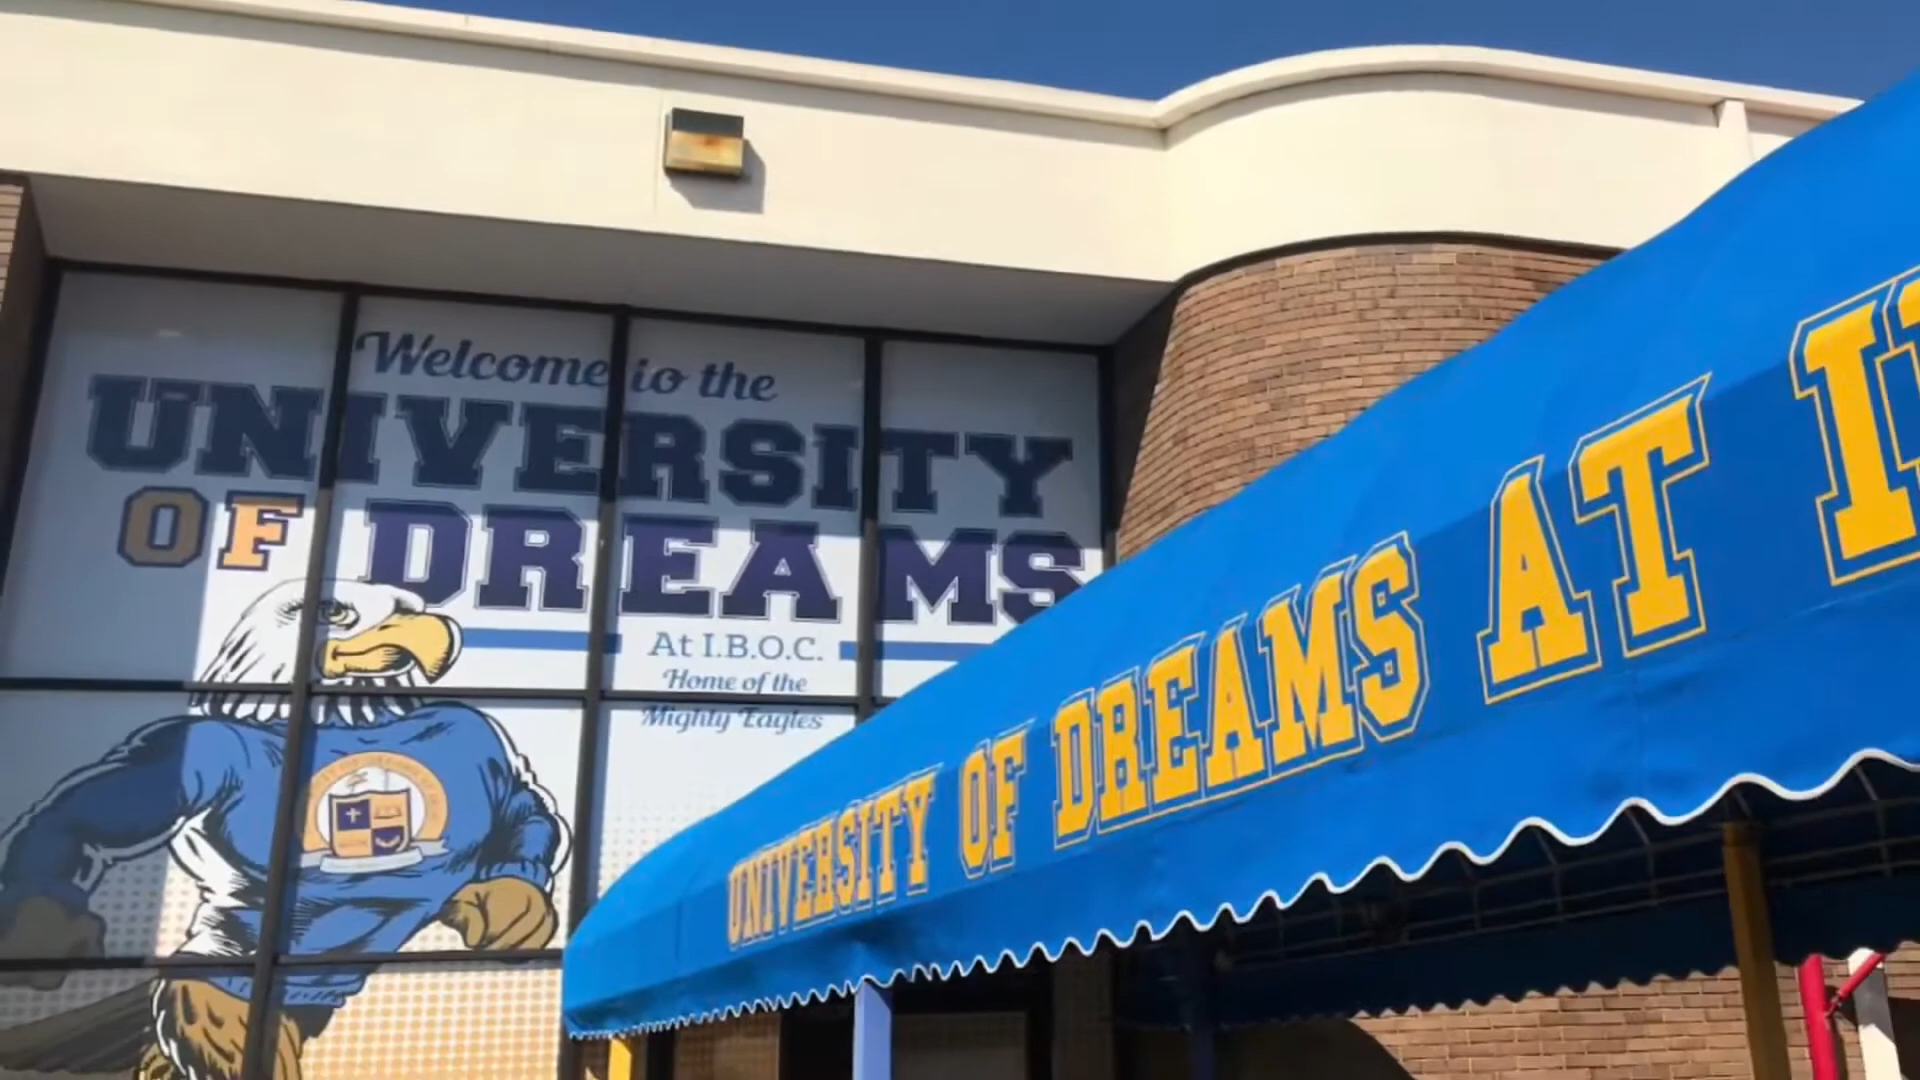 Welcome to the
UNIVERSITY
OF DREAMS
At I.B.O.C.
Home of the
Mighty Eagles
UNIVERSITY OF DREAMS AT